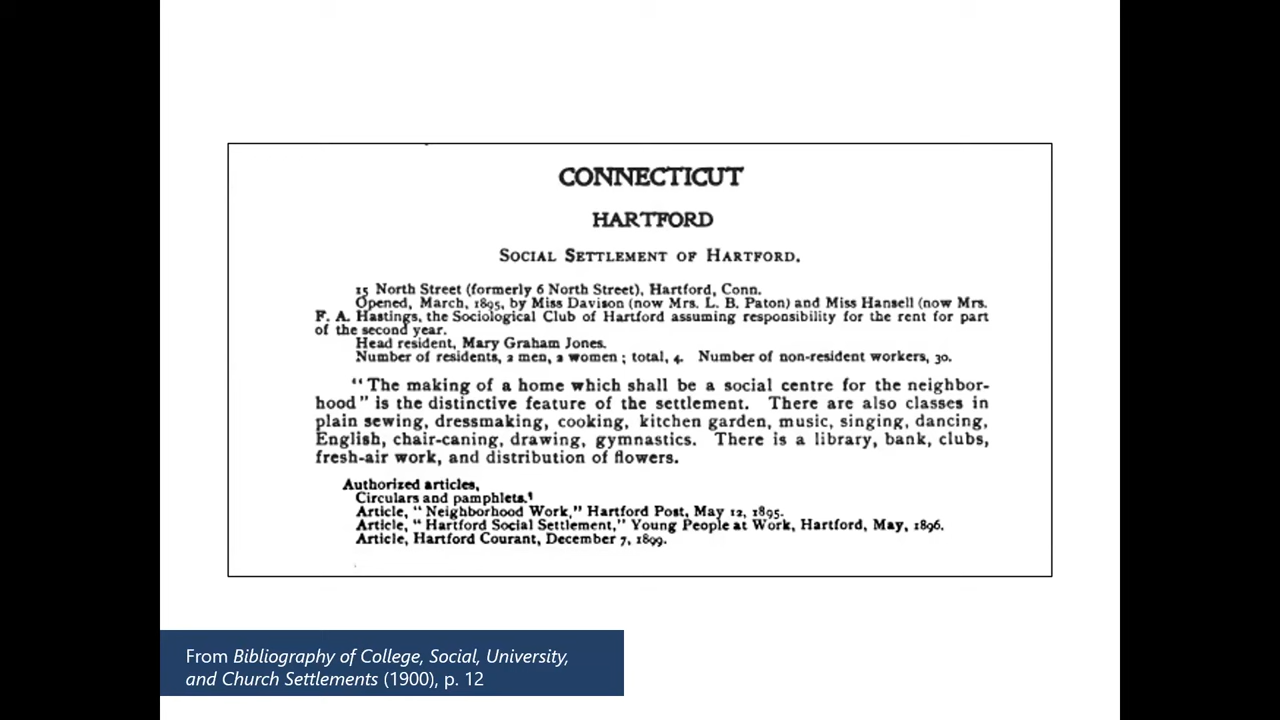 CONNECTICUT
HARTFORD
SOCIAL SETTLEMENT OF HARTFORD.
15 North Street (formerly 6 North Street), Hartford, Conn.
Opened, March, 1895, by Miss Davison (now Mrs. L. B. Paton) and Miss Hansell (now Mrs.
F. A. Hastings, the Sociological Club of Hartford assuming responsibility for the rent for part
of the second year.
Head resident, Mary Graham Jones.
Number of residents, 2 men, 2 women; total, 4. Number of non-resident workers, 30.
"The making of a home which shall be a social centre for the neighbor-
hood" is the distinctive feature of the settlement. There are also classes in
plain sewing, dressmaking, cooking, kitchen garden, music, singing, dancing,
English, chair-caning, drawing, gymnastics. There is a library, bank, clubs,
fresh-air work, and distribution of flowers.
Authorized articles,
Circulars and pamphlets.¹
Article, "Neighborhood Work," Hartford Post, May 12, 1895.
Article, "Hartford Social Settlement," Young People at Work, Hartford, May, 1896.
Article, Hartford Courant, December 7, 1899.
From Bibliography of College, Social, University,
and Church Settlements (1900), p. 12